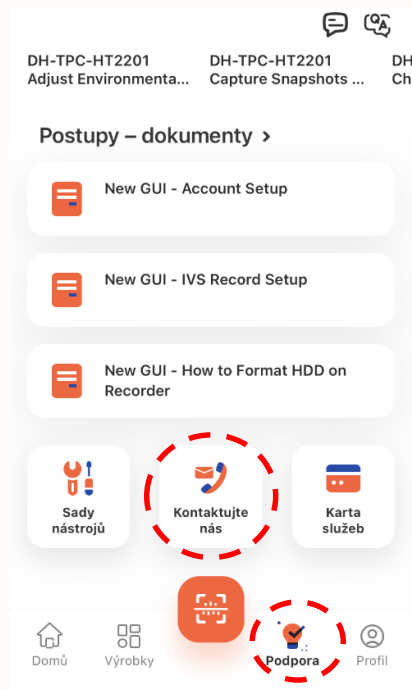 DH-TPC-HT2201
Adjust Environmenta...
DH-TPC-HT2201
Capture Snapshots ...
DH
Ch
Postupy – dokumenty >
New GUI - Account Setup
New GUI - IVS Record Setup
New GUI - How to Format HDD on
Recorder
Sady
nástrojů
Kontaktujte
nás
Karta
služeb
Domů
Výrobky
Podpora
Profil